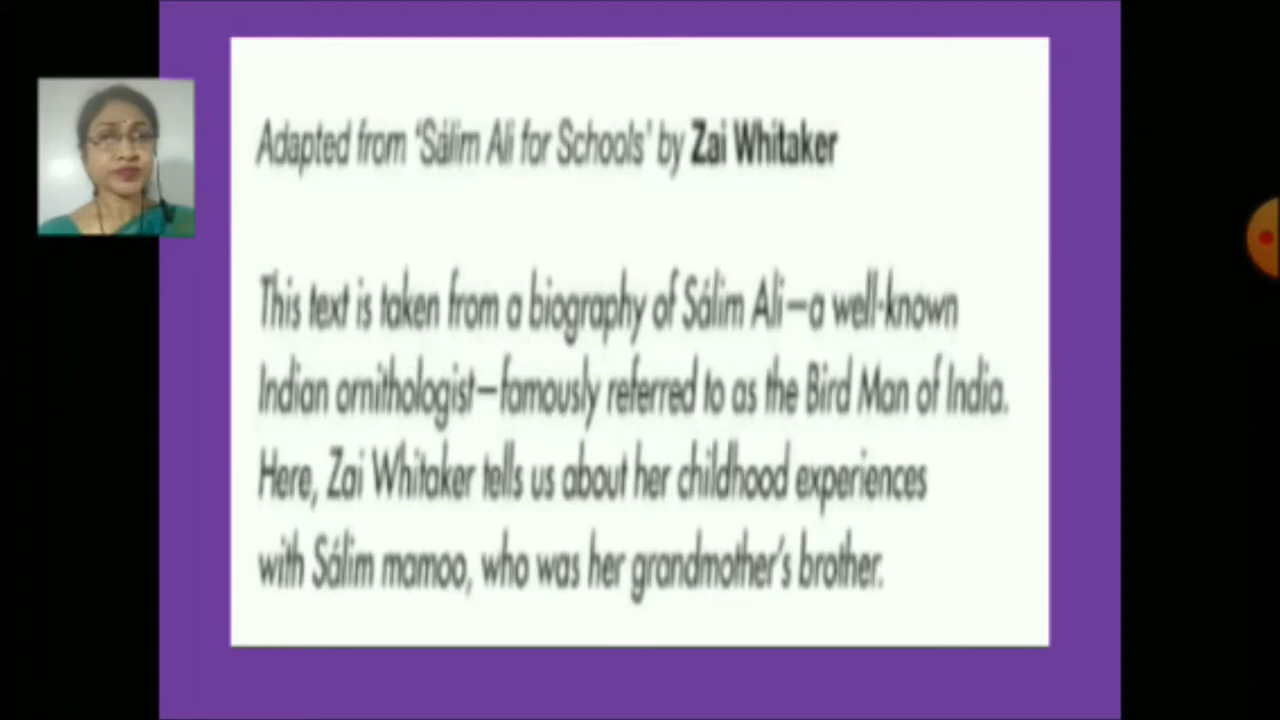 Adapted from ‘Sálim Ali for Schools’ by Zai Whitaker
This text is taken from a biography of Sálim Ali—a well-known
Indian ornithologist—famously referred to as the Bird Man of India.
Here, Zai Whitaker tells us about her childhood experiences
with Sálim mamoo, who was her grandmother’s brother.